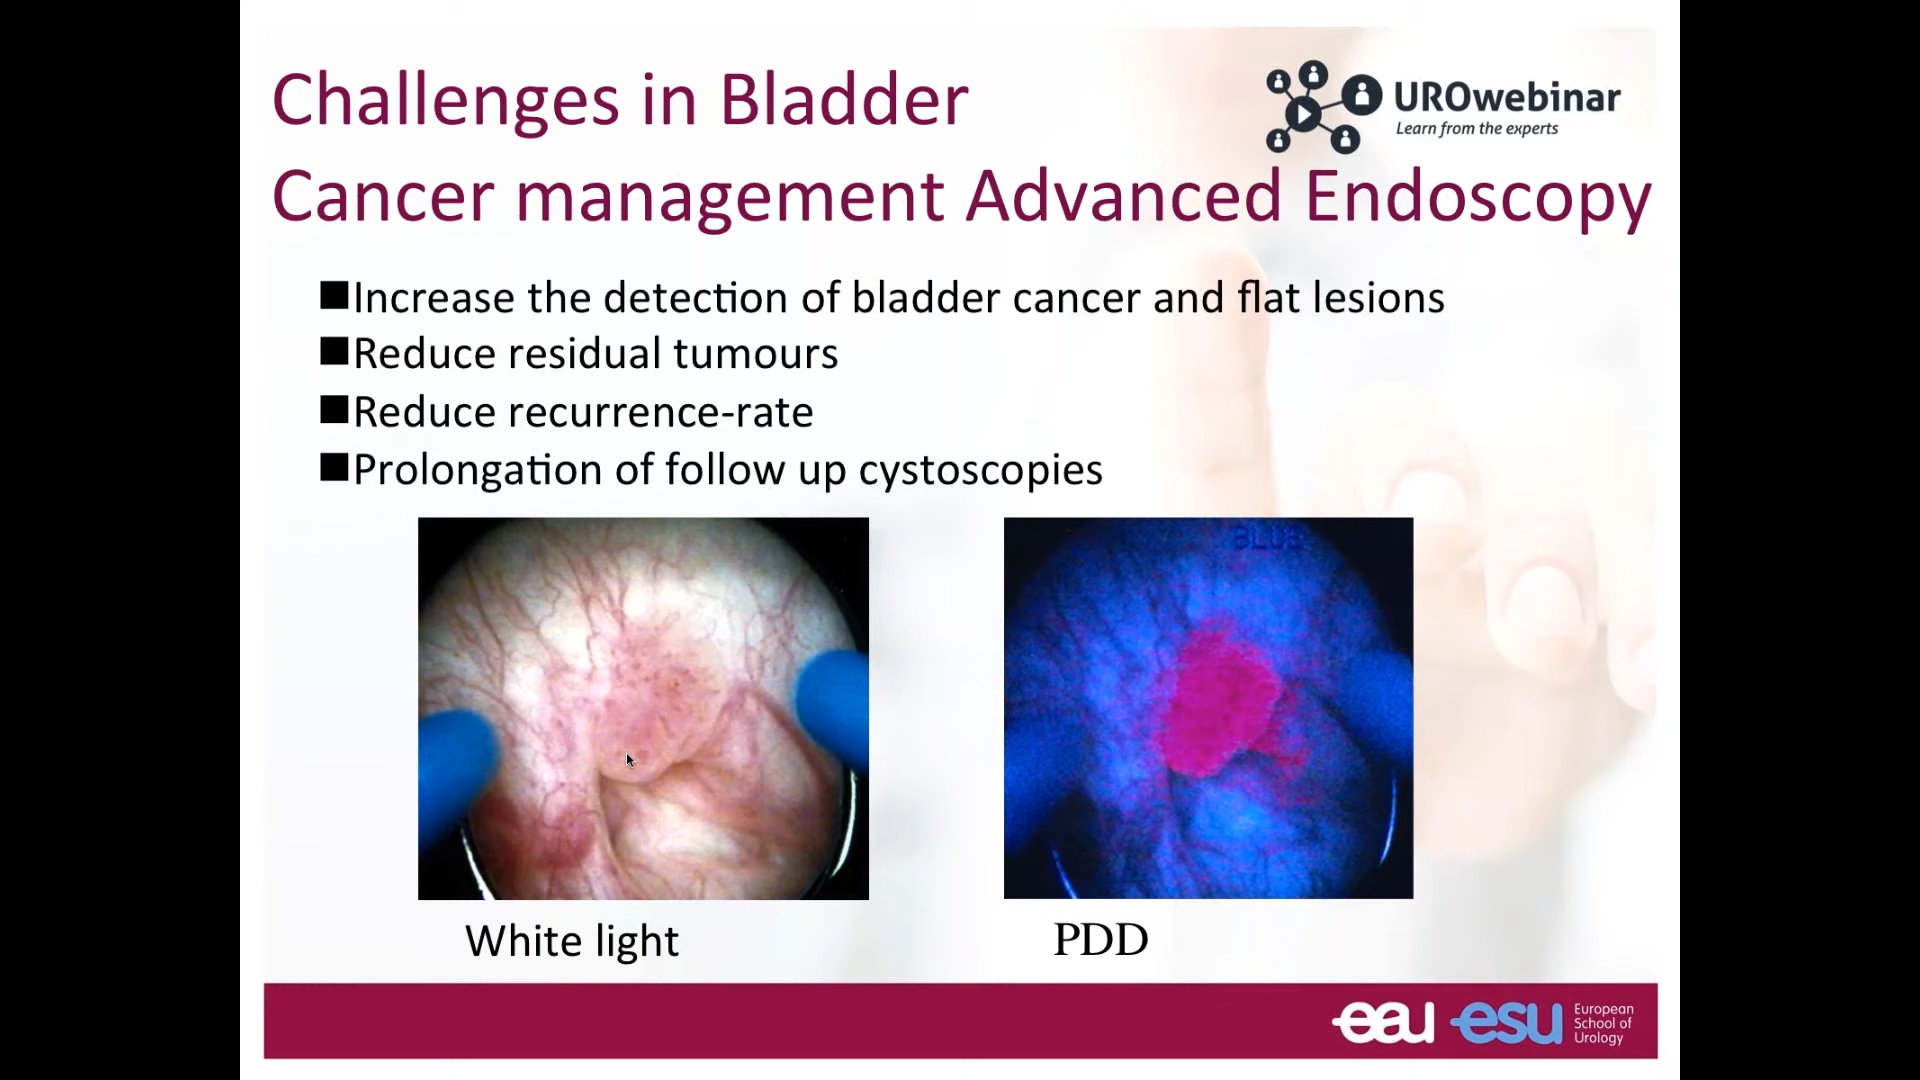 Challenges in Bladder
Cancer management Advanced Endoscopy
UROwebinar
Learn from the experts
■Increase the detection of bladder cancer and flat lesions
■Reduce residual tumours
■Reduce recurrence-rate
■Prolongation of follow up cystoscopies
BLUE
White light
PDD
eau esu European
School of
Urology